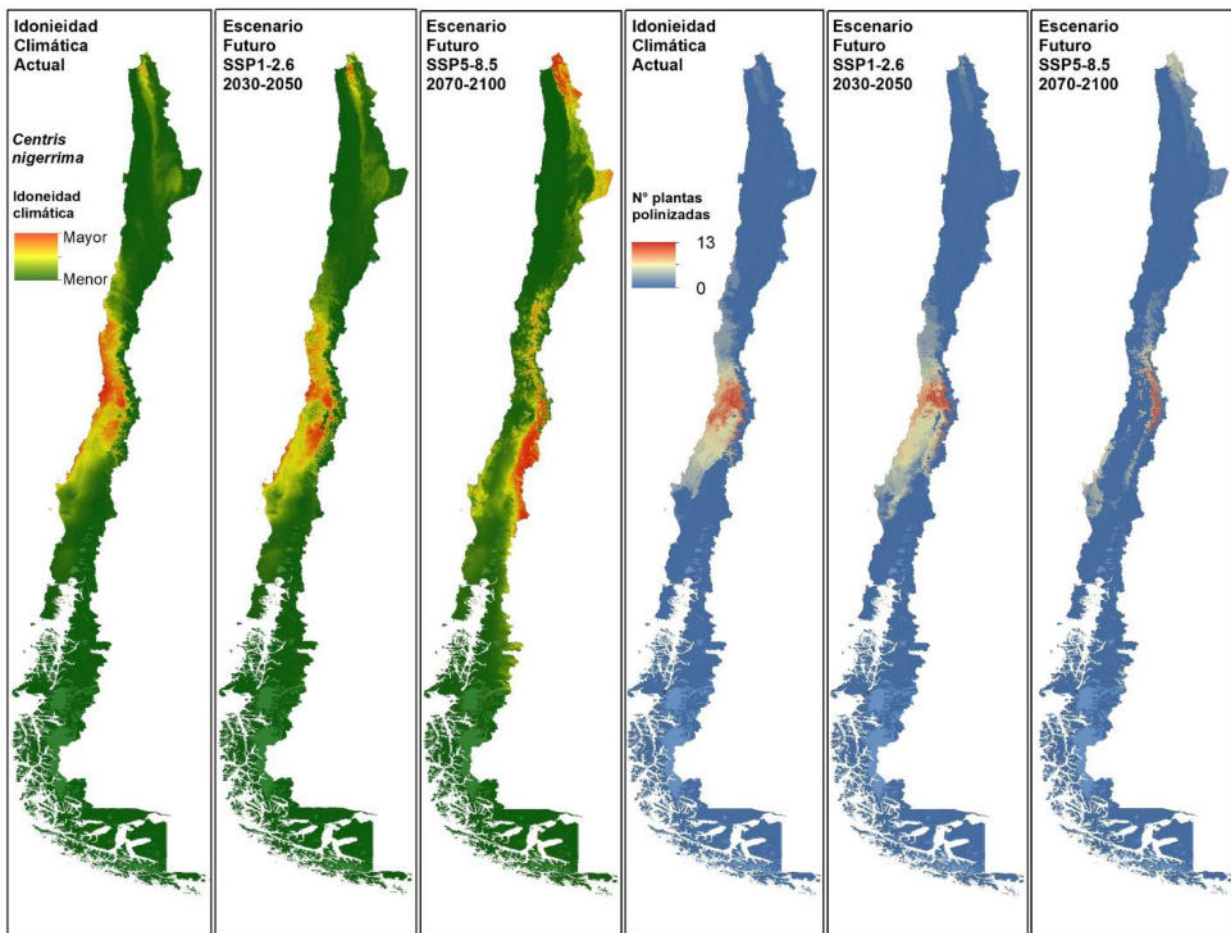 Idonieidad
Climática
Actual
Centris
nigerrima
Idoneidad
climática
Mayor
Menor
Escenario
Futuro
SSP1-2.6
2030-2050
Escenario
Futuro
SSP5-8.5
2070-2100
Idonieidad
Climática
Actual
Nº plantas
polinizadas
13
0
Escenario
Futuro
SSP1-2.6
2030-2050
Escenario
Futuro
SSP5-8.5
2070-2100